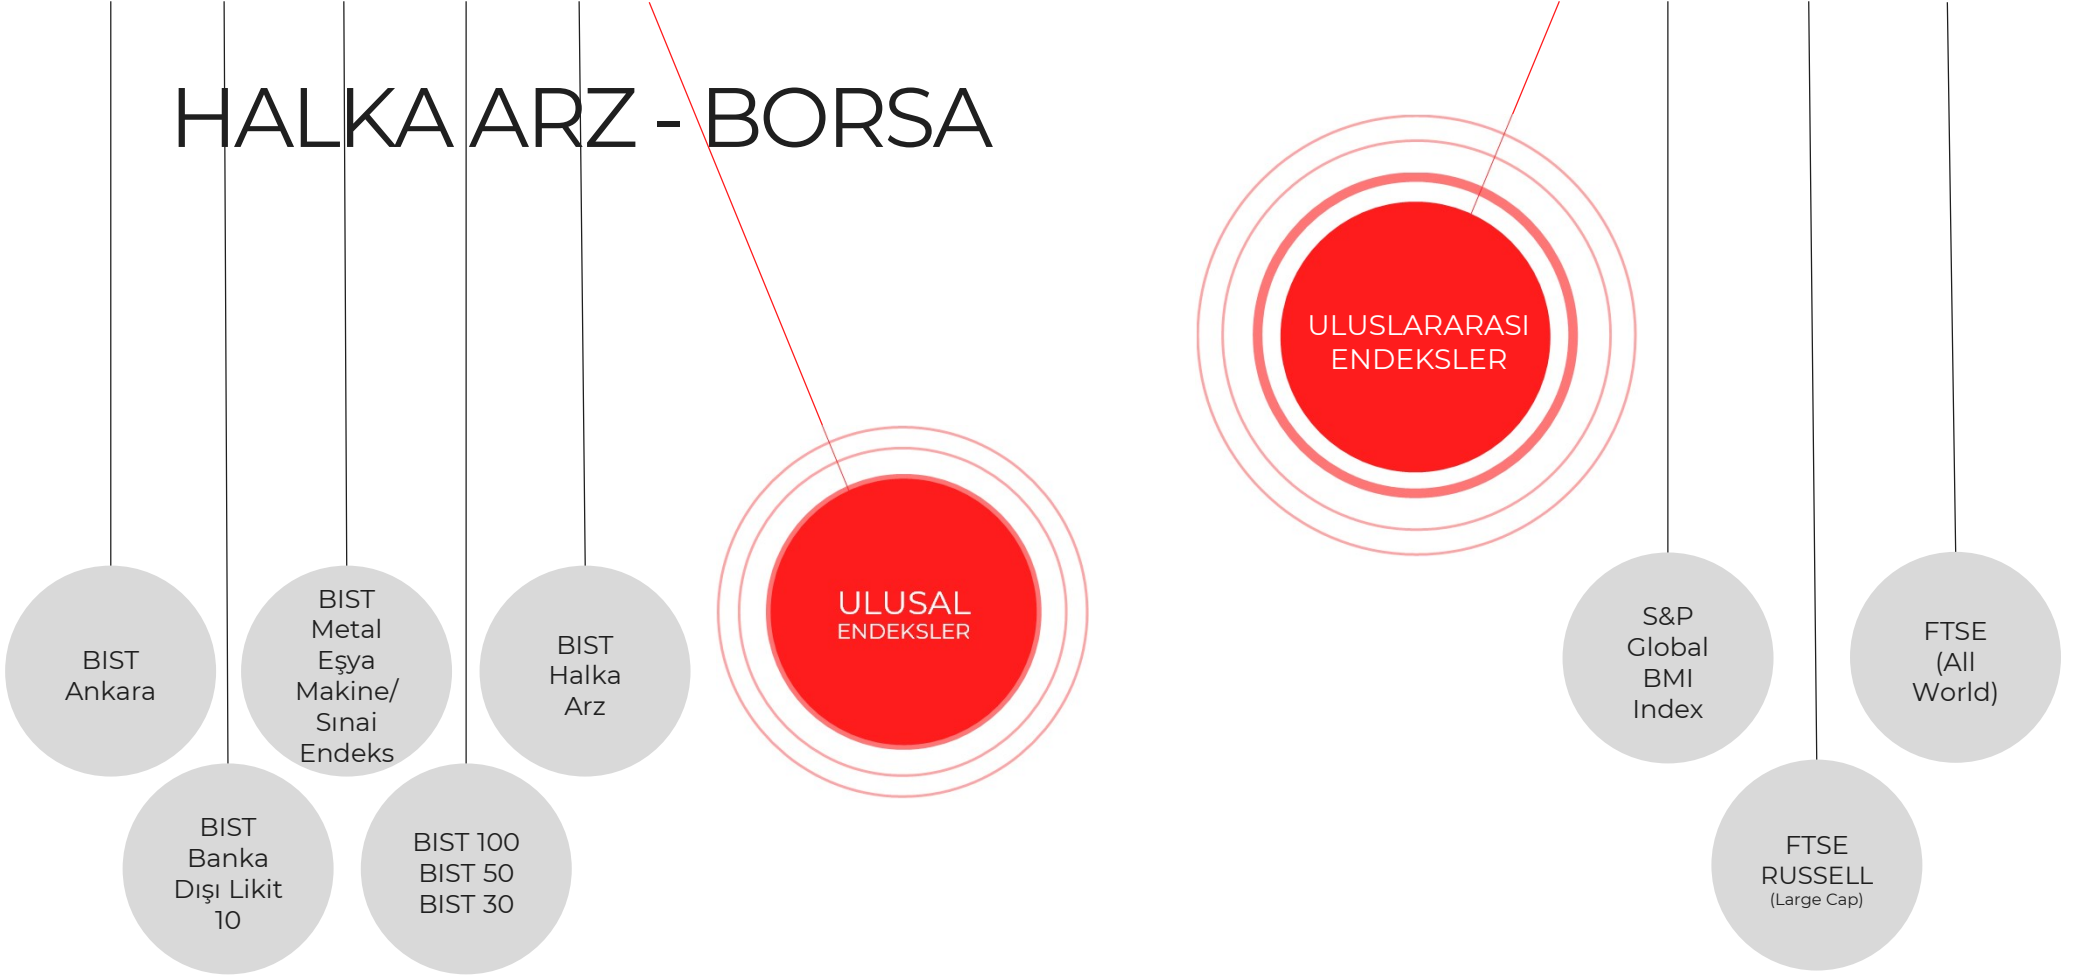 HALKA ARZ - BORSA
ULUSLARARASI
ENDEKSLER
ULUSAL
ENDEKSLER
BIST
Ankara
BIST
Banka
Dışı Likit
10
BIST
Metal
Eşya
Makine/
Sınai
Endeks
BIST 100
BIST 50
BIST 30
BIST
Halka
Arz
S&P
Global
BMI
Index
FTSE
RUSSELL
(Large Cap)
FTSE
(All
World)